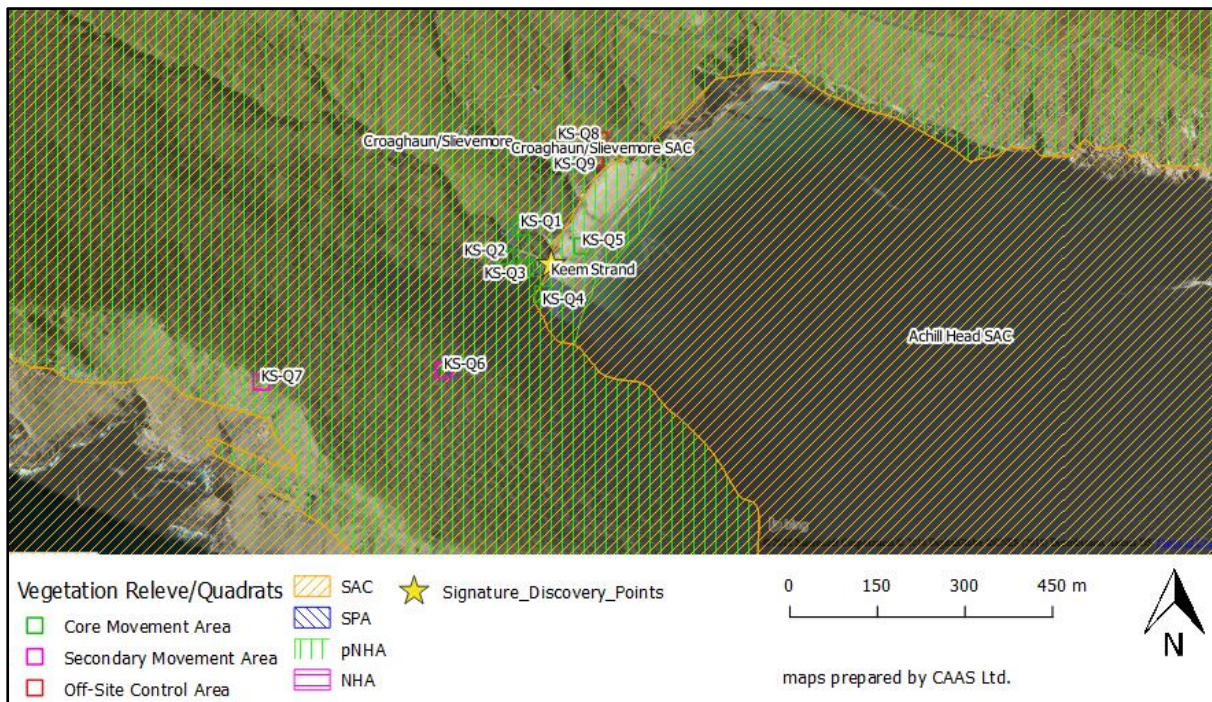 KS-Q8
Croaghaun/Slievemore
Croaghaun/Slievemore SAC
KS-Q9
KS-Q1
KS-Q5
KS-Q2
KS-Q3
Keem Strand
KS-Q4
Achill Head SAC
KS-Q6
KS-Q7
bing
Vegetation Releve/Quadrats
Core Movement Area
Secondary Movement Area
Off-Site Control Area
SAC
SPA
pNHA
NHA
Signature_Discovery_Points
0 150 300 450 m
N
maps prepared by CAAS Ltd.